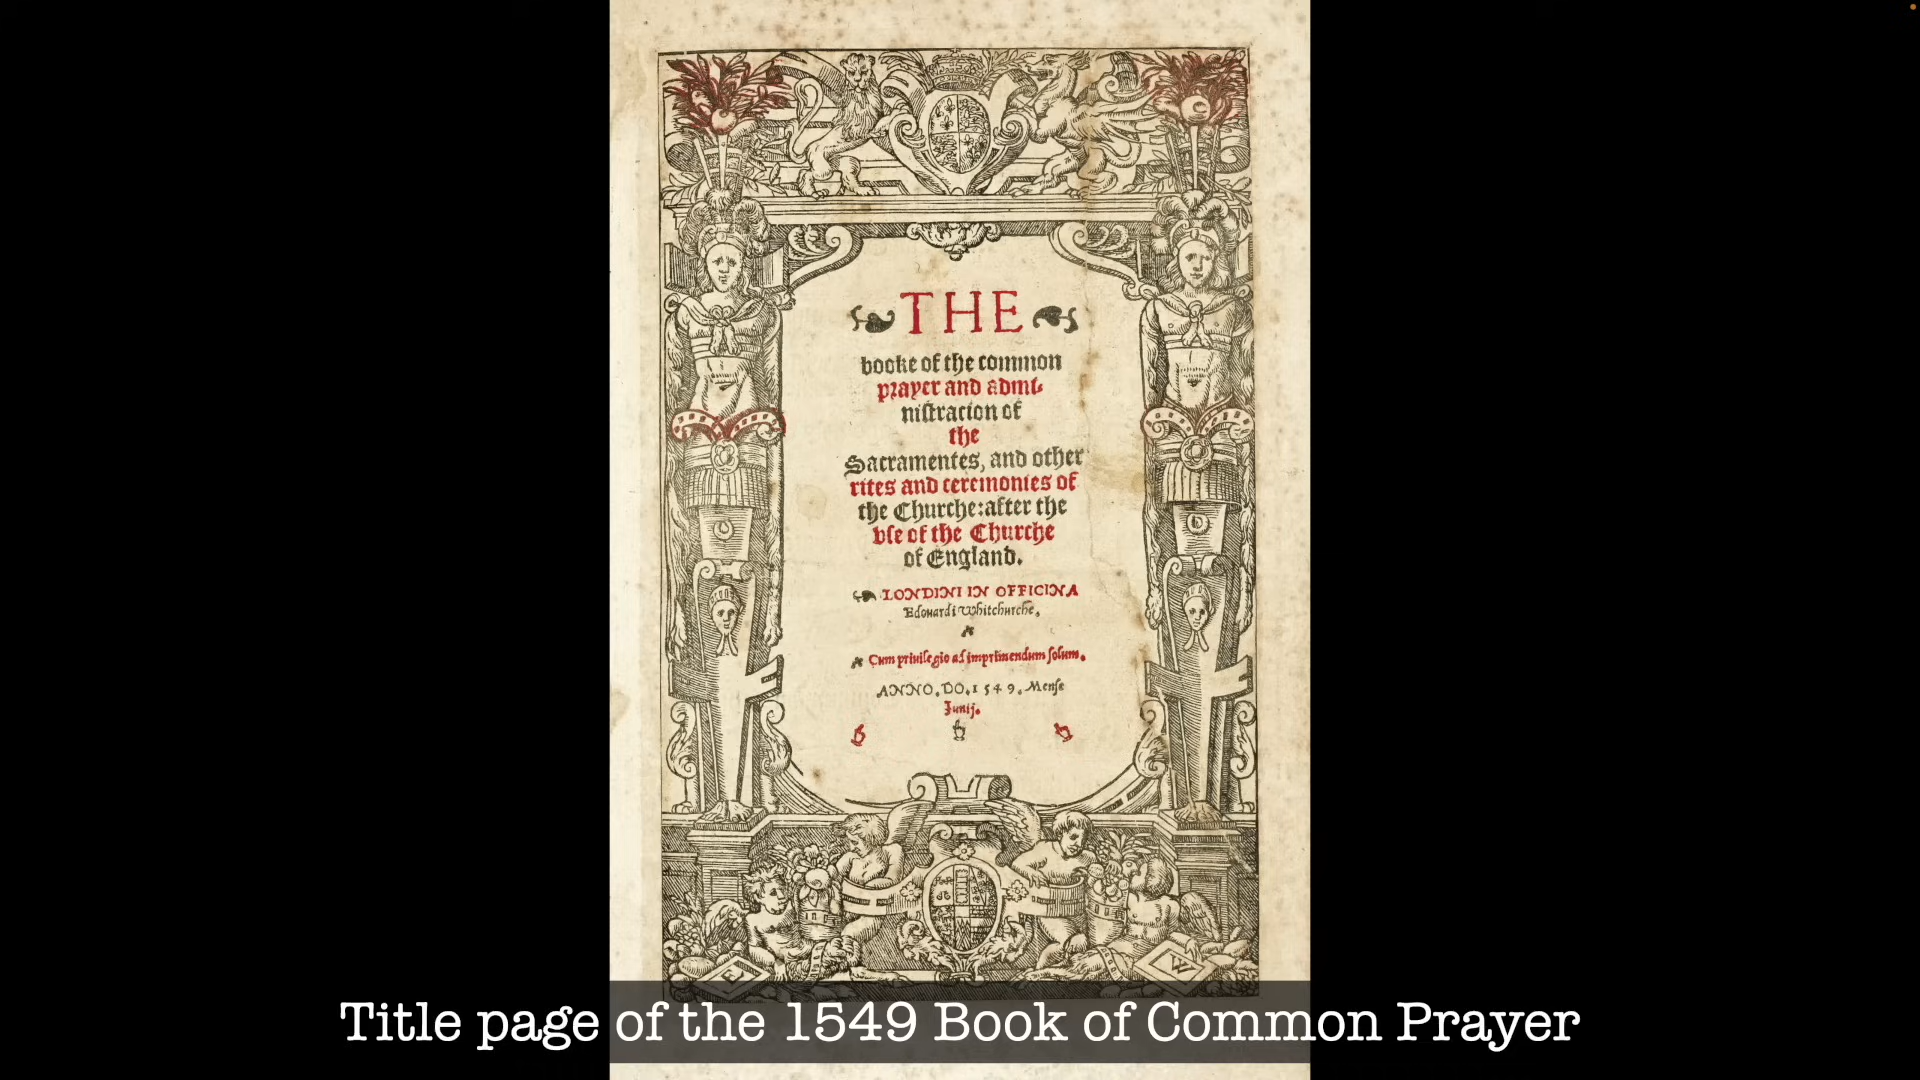 THE
booke of the common
prayer and admi-
nistracion of
the
Sacramentes, and other
rites and ceremonies of
the Churche: after the
vse of the Churche
of England.
LONDINI IN OFFICINA
Edouardi Whitchurche.
Cum priuilegio ad imprimendum solum.
ANNO. DO. 1549. Mense
Junij.
E W
Title page of the 1549 Book of Common Prayer